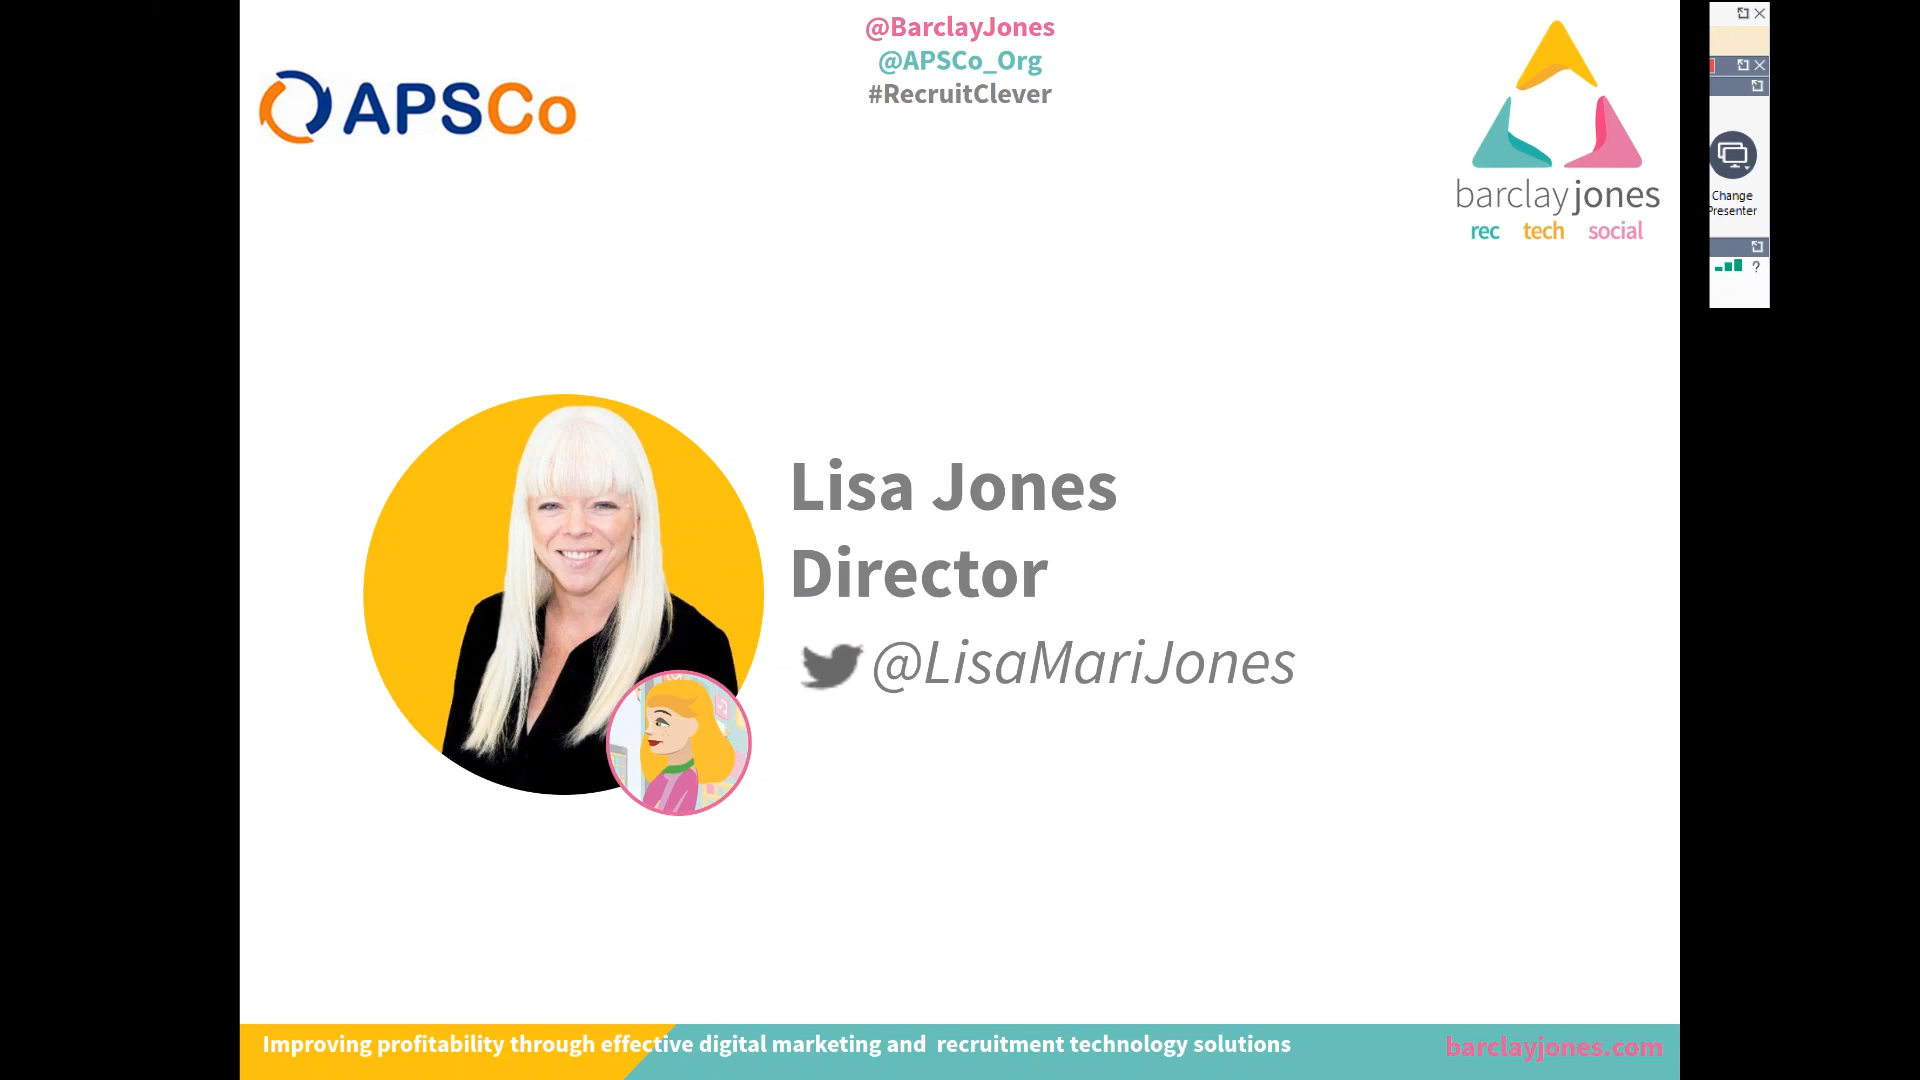 @BarclayJones
@APSCo_Org
#RecruitClever
APSCo
barclayjones
rec tech social
Change
Presenter
?
Lisa Jones
Director
@LisaMariJones
Improving profitability through effective digital marketing and recruitment technology solutions
barclayjones.com